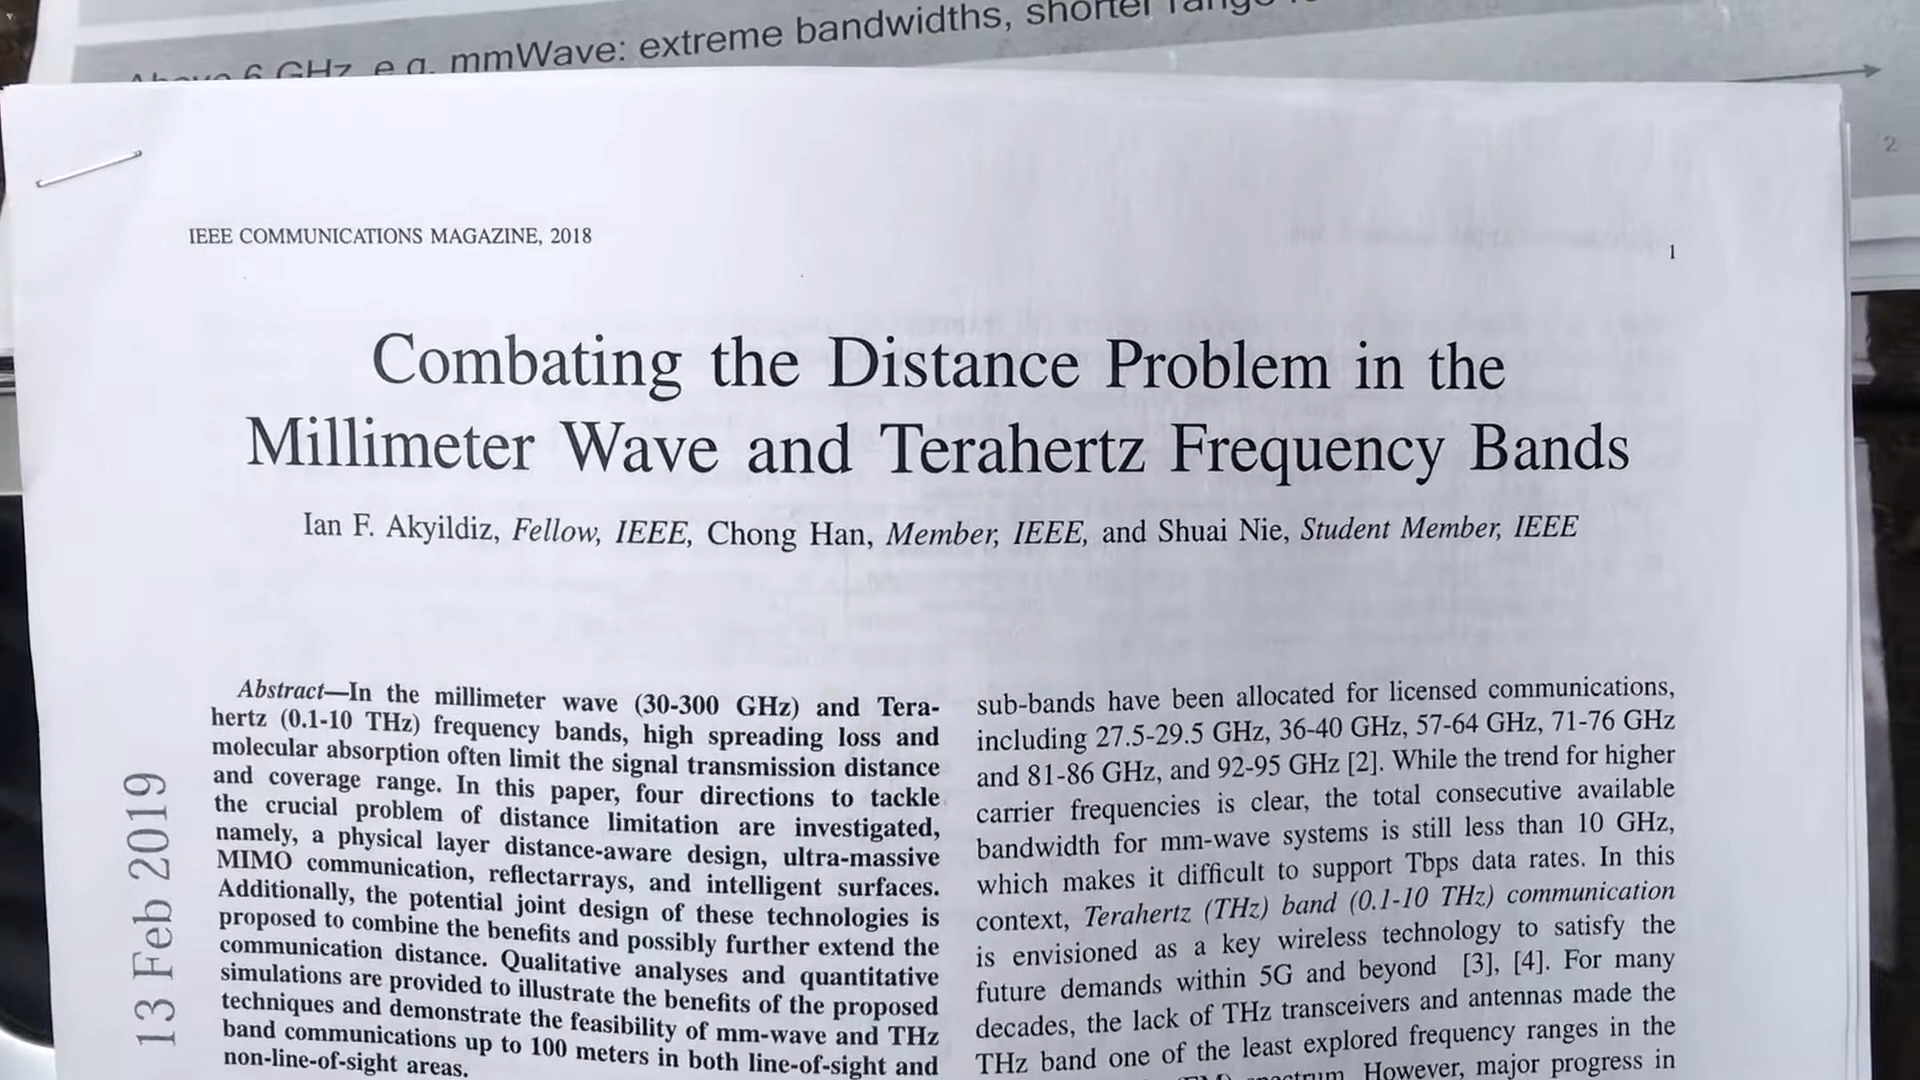 6 GHz, e.g. mmWave: extreme bandwidths, shorter
2
IEEE COMMUNICATIONS MAGAZINE, 2018
1
Combating the Distance Problem in the
Millimeter Wave and Terahertz Frequency Bands
Ian F. Akyildiz, Fellow, IEEE, Chong Han, Member, IEEE, and Shuai Nie, Student Member, IEEE
Abstract—In the millimeter wave (30-300 GHz) and Tera-
hertz (0.1-10 THz) frequency bands, high spreading loss and
molecular absorption often limit the signal transmission distance
and coverage range. In this paper, four directions to tackle
the crucial problem of distance limitation are investigated,
namely, a physical layer distance-aware design, ultra-massive
MIMO communication, reflectarrays, and intelligent surfaces.
Additionally, the potential joint design of these technologies is
proposed to combine the benefits and possibly further extend the
communication distance. Qualitative analyses and quantitative
simulations are provided to illustrate the benefits of the proposed
techniques and demonstrate the feasibility of mm-wave and THz
band communications up to 100 meters in both line-of-sight and
non-line-of-sight areas.
sub-bands have been allocated for licensed communications,
including 27.5-29.5 GHz, 36-40 GHz, 57-64 GHz, 71-76 GHz
and 81-86 GHz, and 92-95 GHz [2]. While the trend for higher
carrier frequencies is clear, the total consecutive available
bandwidth for mm-wave systems is still less than 10 GHz,
which makes it difficult to support Tbps data rates. In this
context, Terahertz (THz) band (0.1-10 THz) communication
is envisioned as a key wireless technology to satisfy the
future demands within 5G and beyond [3], [4]. For many
decades, the lack of THz transceivers and antennas made the
THz band one of the least explored frequency ranges in the
However, major progress in
13 Feb 2019